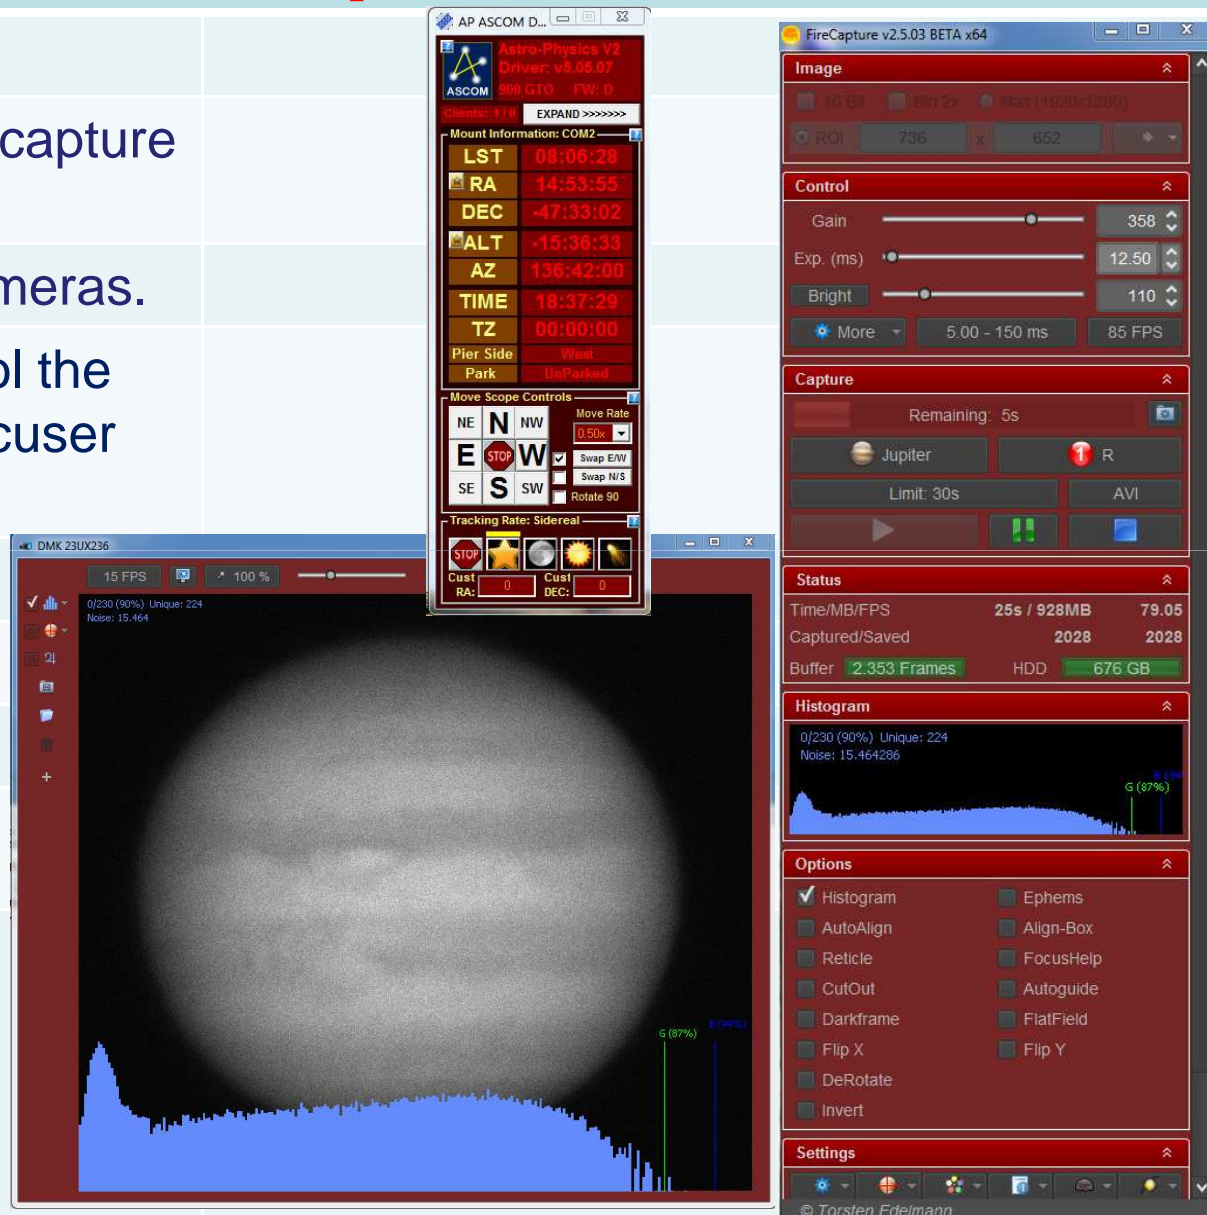 capture
meras.
ol the
cuser
AP ASCOM D...
Astro-Physics V2
Driver: v5.05.07
ASCOM
900 GTO FW: D
Clients: 1 / 0
EXPAND >>>>>>>
Mount Information: COM2
LST 08:06:28
RA 14:53:55
DEC -47:33:02
ALT -15:36:33
AZ 136:42:00
TIME 18:37:29
TZ 00:00:00
Pier Side West
Park UnParked
Move Scope Controls
NE N NW
Move Rate
0.50x
E STOP W
Swap E/W
Swap N/S
SE S SW
Rotate 90
Tracking Rate: Sidereal
STOP
Cust RA: 0
Cust DEC: 0
DMK 23UX236
15 FPS
100 %
0/230 (90%) Unique: 224
Noise: 15.464
G (87%)
FireCapture v2.5.03 BETA x64
Image
16 Bit Bin 2x Max (1920x1200)
ROI 736 x 652
Control
Gain 358
Exp. (ms) 12.50
Bright 110
More 5.00 - 150 ms 85 FPS
Capture
Remaining: 5s
Jupiter 1 R
Limit: 30s AVI
Status
Time/MB/FPS 25s / 928MB 79.05
Captured/Saved 2028 2028
Buffer 2.353 Frames HDD 676 GB
Histogram
0/230 (90%) Unique: 224
Noise: 15.464286
G (87%)
Options
Histogram Ephems
AutoAlign Align-Box
Reticle FocusHelp
CutOut Autoguide
Darkframe FlatField
Flip X Flip Y
DeRotate
Invert
Settings
© Torsten Edelmann